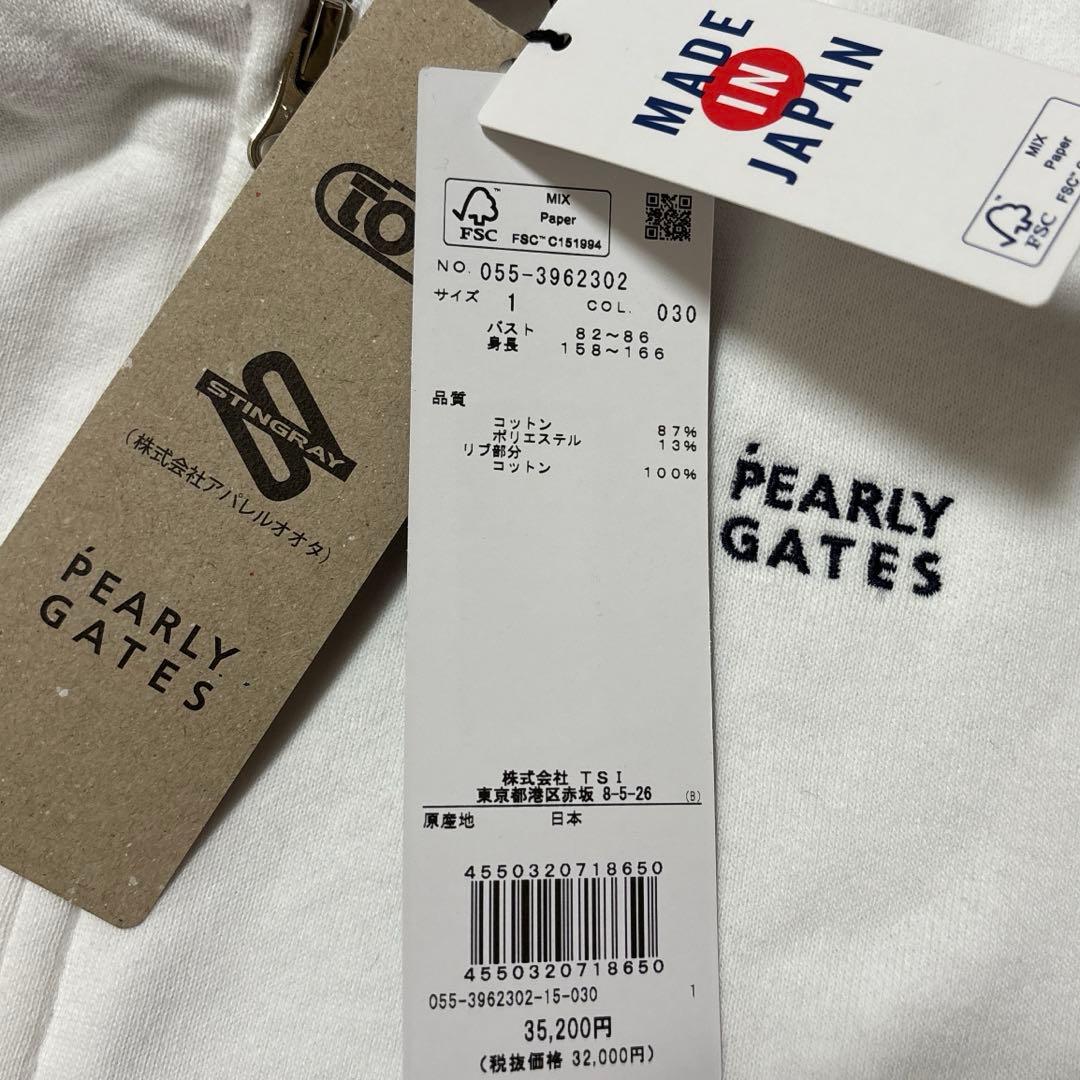 MADE
IN
JAPAN
MIX
Paper
FSC
STINGRAY
(株式会社アパレルオオタ)
PEARLY
GATES
MIX
Paper
FSC™ C151994
FSC
NO. 055-3962302
サイズ 1 COL. 030
バスト 82〜86
身長 158〜166
品質
コットン 87%
ポリエステル 13%
リブ部分
コットン 100%
株式会社 TSI
東京都港区赤坂 8-5-26 (B)
原産地 日本
4550320718650
4550320718650
055-3962302-15-030 1
35,200円
(税抜価格 32,000円)
PEARLY
GATES